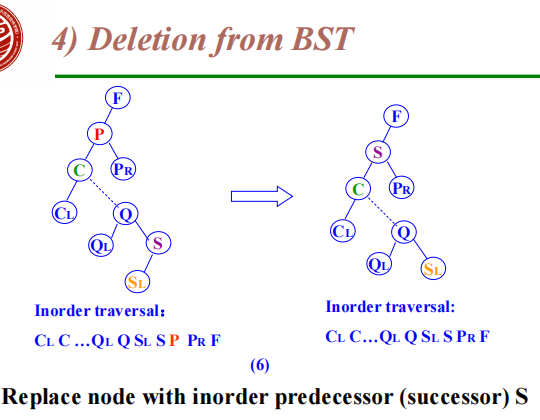 4) Deletion from BST
F
P
C
PR
CL
Q
QL
S
SL
F
S
C
PR
CL
Q
QL
SL
Inorder traversal:
CL C …QL Q SL S P PR F
Inorder traversal:
CL C…QL Q SL S PR F
(6)
Replace node with inorder predecessor (successor) S